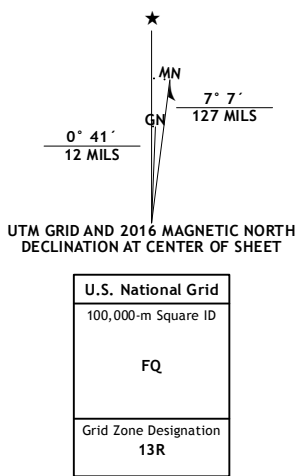 ★
MN
7° 7´
127 MILS
GN
0° 41´
12 MILS
UTM GRID AND 2016 MAGNETIC NORTH
DECLINATION AT CENTER OF SHEET
U.S. National Grid
100,000-m Square ID
FQ
Grid Zone Designation
13R